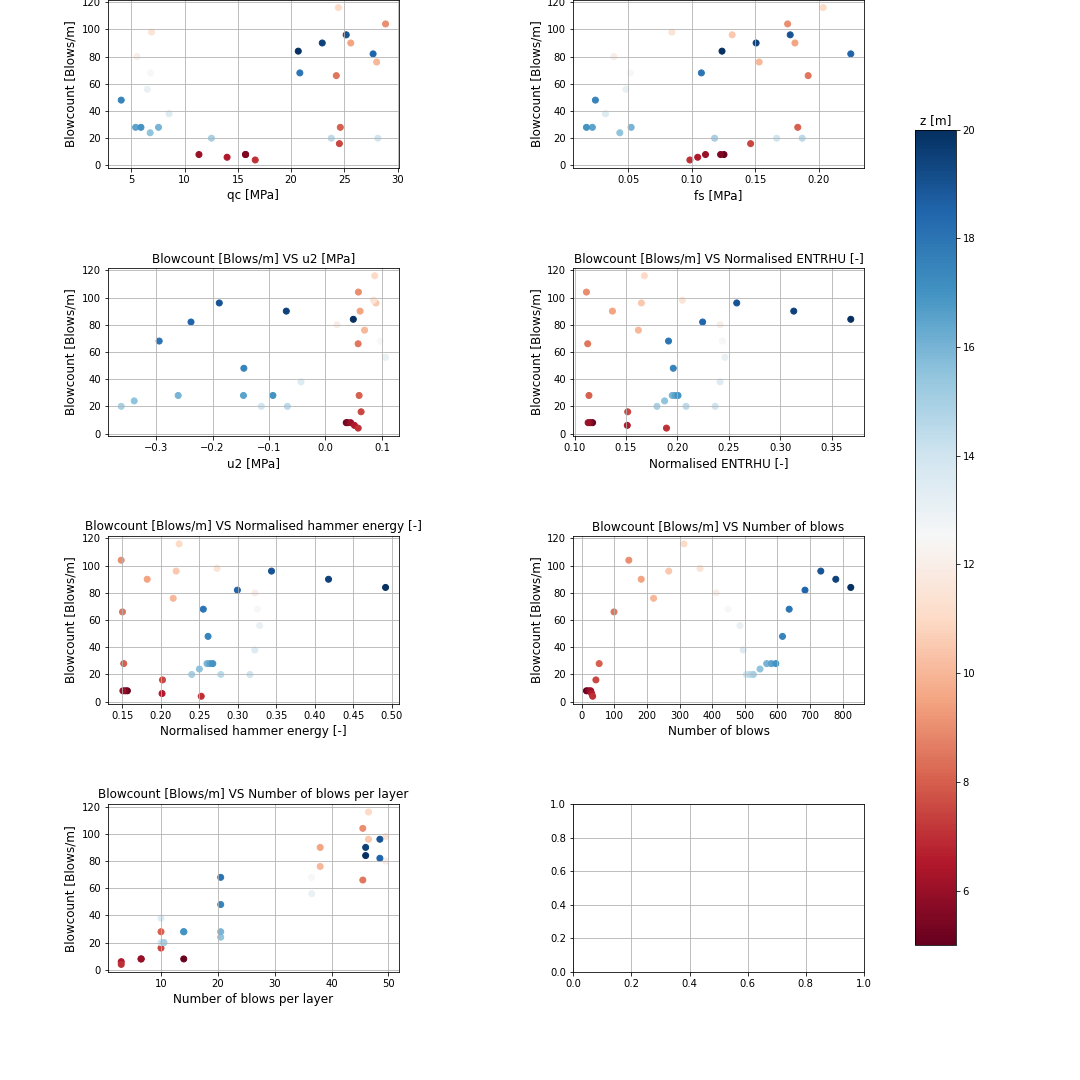 120
100
80
60
40
20
0
Blowcount [Blows/m]
5 10 15 20 25 30
qc [MPa]
120
100
80
60
40
20
0
Blowcount [Blows/m]
0.05 0.10 0.15 0.20
fs [MPa]
z [m]
20
18
16
14
12
10
8
6
Blowcount [Blows/m] VS u2 [MPa]
120
100
80
60
40
20
0
Blowcount [Blows/m]
−0.3 −0.2 −0.1 0.0 0.1
u2 [MPa]
Blowcount [Blows/m] VS Normalised ENTRHU [-]
120
100
80
60
40
20
0
Blowcount [Blows/m]
0.10 0.15 0.20 0.25 0.30 0.35
Normalised ENTRHU [-]
Blowcount [Blows/m] VS Normalised hammer energy [-]
120
100
80
60
40
20
0
Blowcount [Blows/m]
0.15 0.20 0.25 0.30 0.35 0.40 0.45 0.50
Normalised hammer energy [-]
Blowcount [Blows/m] VS Number of blows
120
100
80
60
40
20
0
Blowcount [Blows/m]
0 100 200 300 400 500 600 700 800
Number of blows
Blowcount [Blows/m] VS Number of blows per layer
120
100
80
60
40
20
0
Blowcount [Blows/m]
10 20 30 40 50
Number of blows per layer
1.0
0.8
0.6
0.4
0.2
0.0
0.0 0.2 0.4 0.6 0.8 1.0